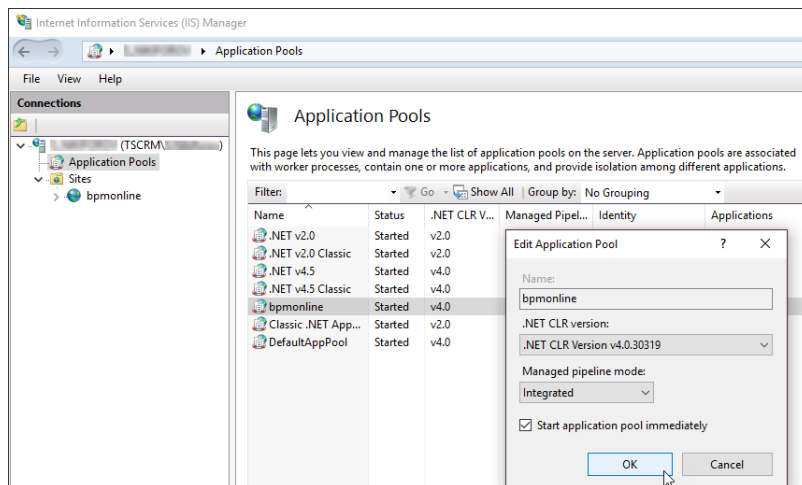 Internet Information Services (IIS) Manager
Application Pools
File View Help
Connections
(TSCRM\ )
Application Pools
Sites
bpmonline
Application Pools
This page lets you view and manage the list of application pools on the server. Application pools are associated
with worker processes, contain one or more applications, and provide isolation among different applications.
Filter: Go Show All Group by: No Grouping
Name Status .NET CLR V... Managed Pipel... Identity Applications
.NET v2.0 Started v2.0
.NET v2.0 Classic Started v2.0
.NET v4.5 Started v4.0
.NET v4.5 Classic Started v4.0
bpmonline Started v4.0
Classic .NET App... Started v2.0
DefaultAppPool Started v4.0
Edit Application Pool ? ×
Name:
bpmonline
.NET CLR version:
.NET CLR Version v4.0.30319
Managed pipeline mode:
Integrated
Start application pool immediately
OK Cancel